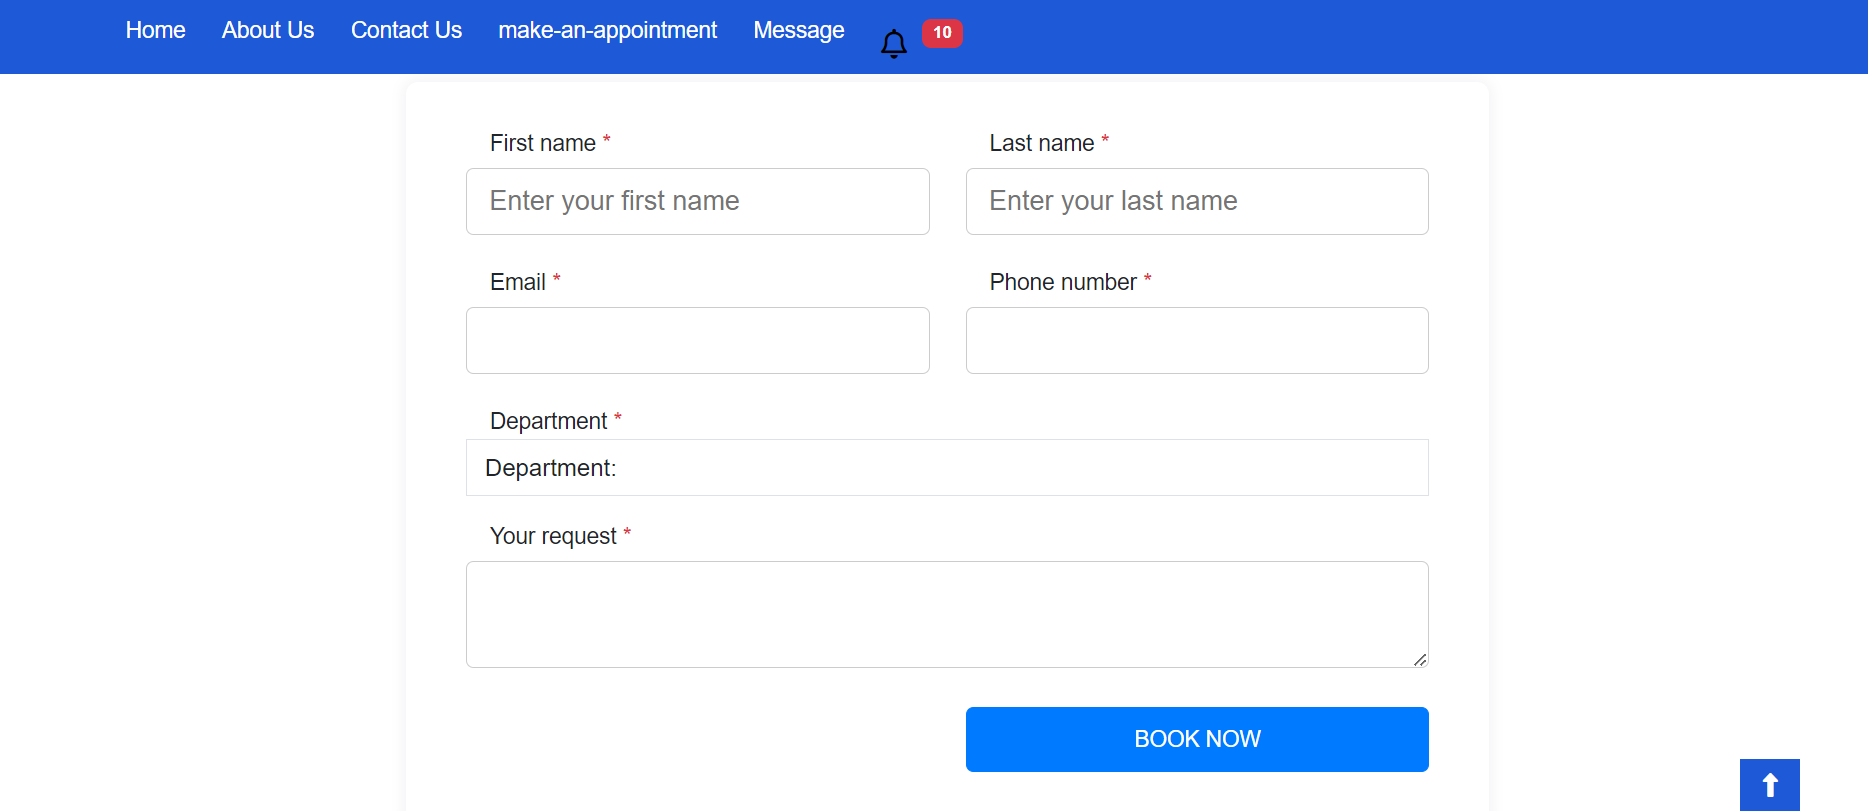 Home About Us Contact Us make-an-appointment Message 10
First name * Last name *
Enter your first name Enter your last name
Email * Phone number *
Department *
Department:
Your request *
BOOK NOW